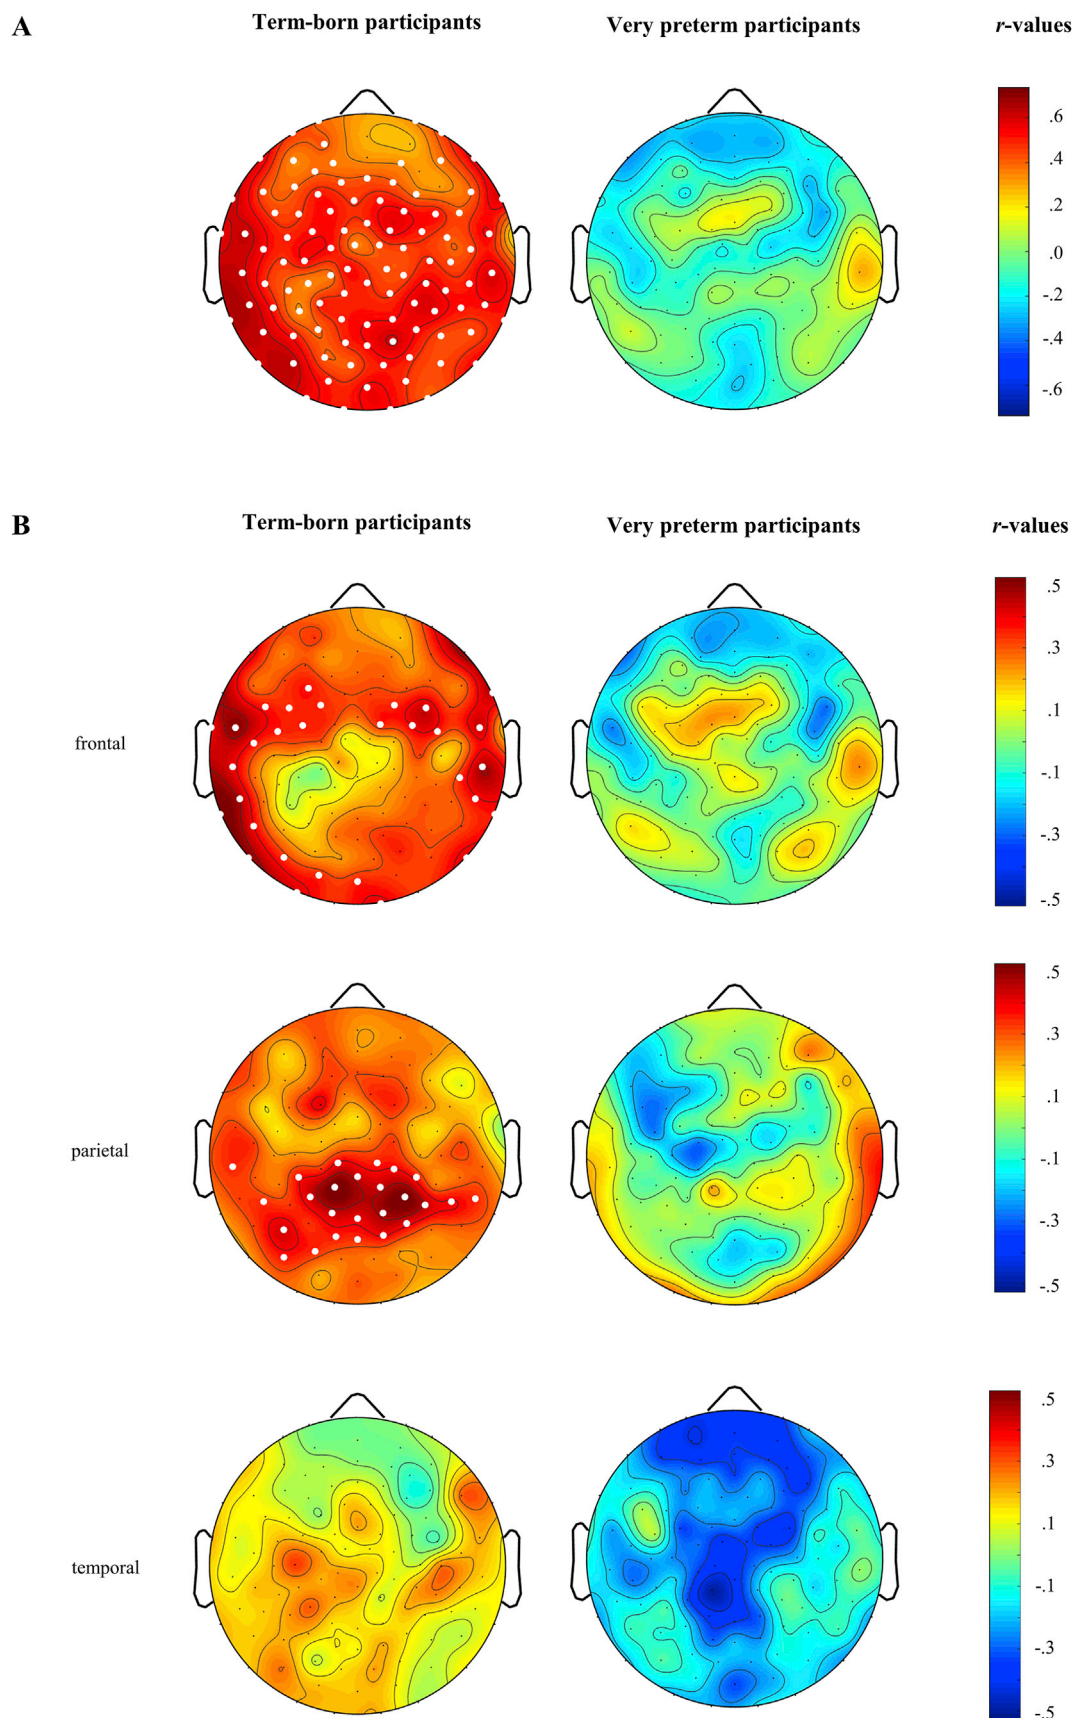 A
Term-born participants
Very preterm participants
r-values
.6
.4
.2
.0
-.2
-.4
-.6
B
Term-born participants
Very preterm participants
r-values
frontal
.5
.3
.1
-.1
-.3
-.5
parietal
.5
.3
.1
-.1
-.3
-.5
temporal
.5
.3
.1
-.1
-.3
-.5